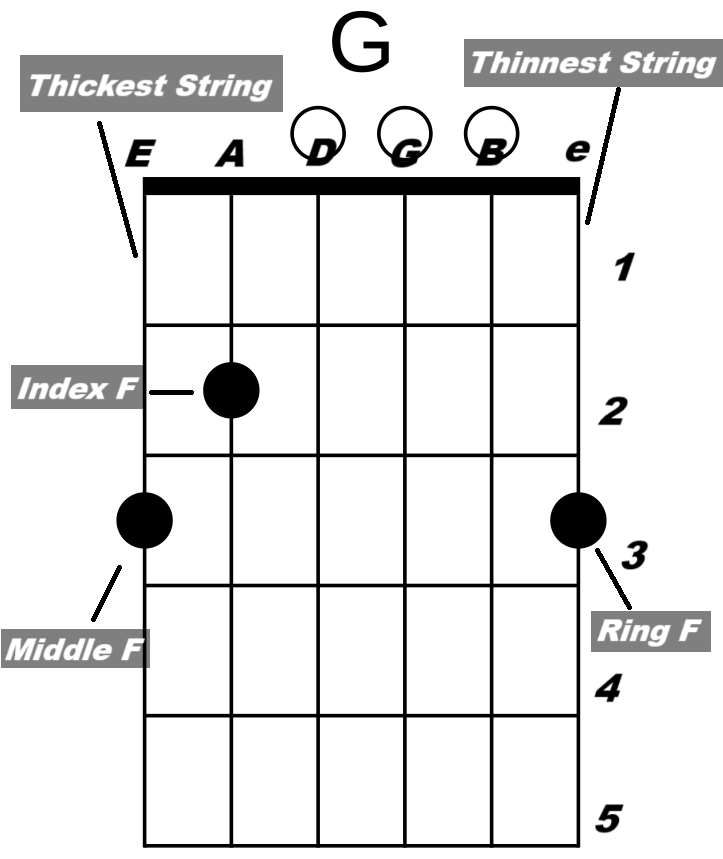 G
Thickest String
Thinnest String
E A D G B e
1
Index F
2
3
Middle F
Ring F
4
5